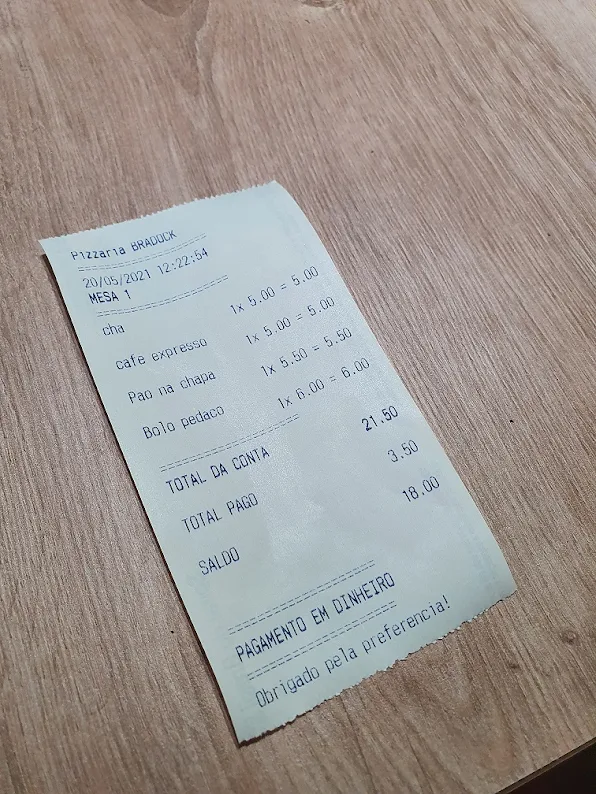 Pizzaria BRADOCK
20/05/2021 12:22:54
MESA 1
cha
1x 5.00 = 5.00
cafe expresso
1x 5.00 = 5.00
Pao na chapa
1x 5.50 = 5.50
Bolo pedaco
1x 6.00 = 6.00
TOTAL DA CONTA
21.50
TOTAL PAGO
3.50
SALDO
18.00
PAGAMENTO EM DINHEIRO
Obrigado pela preferencia!